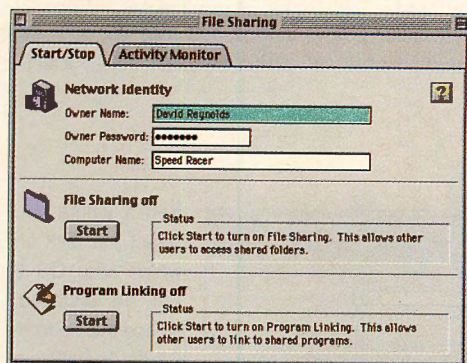 File Sharing
Start/Stop
Activity Monitor
Network Identity
Owner Name:
David Reynolds
Owner Password:
•••••••
Computer Name:
Speed Racer
File Sharing off
Start
Status
Click Start to turn on File Sharing. This allows other
users to access shared folders.
Program Linking off
Start
Status
Click Start to turn on Program Linking. This allows
other users to link to shared programs.